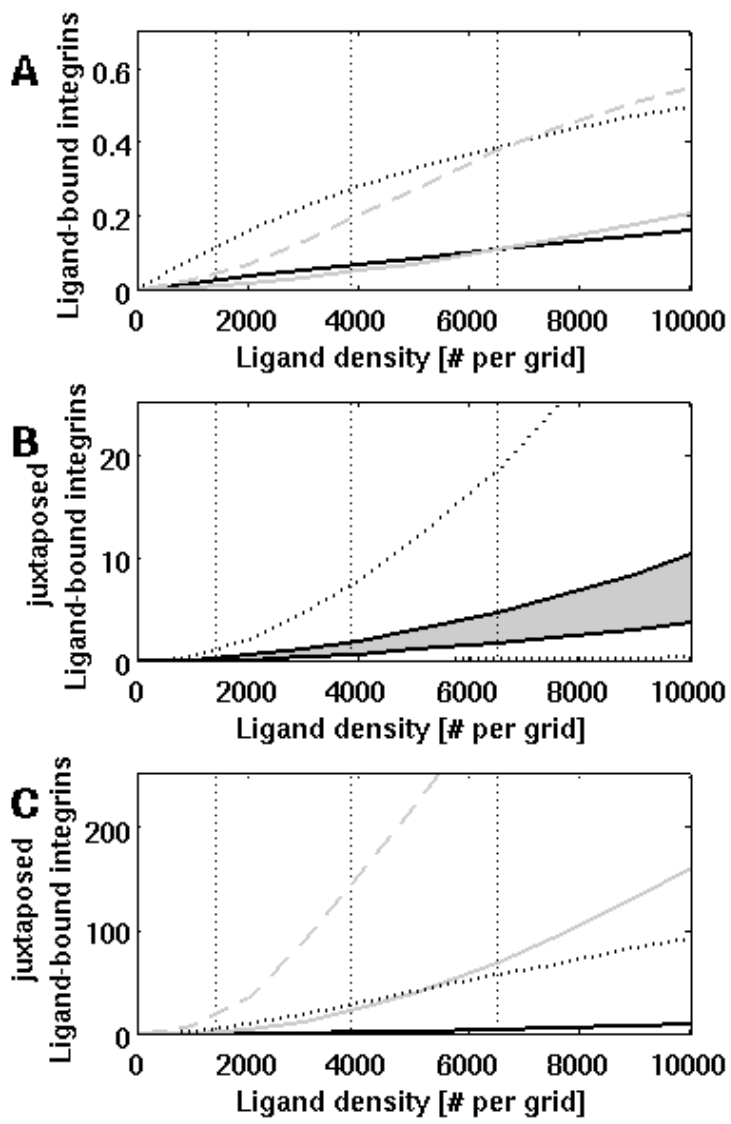 A
Ligand-bound integrins
0.6
0.4
0.2
0
0 2000 4000 6000 8000 10000
Ligand density [# per grid]
B
juxtaposed
Ligand-bound integrins
20
10
0
0 2000 4000 6000 8000 10000
Ligand density [# per grid]
C
juxtaposed
Ligand-bound integrins
200
100
0
0 2000 4000 6000 8000 10000
Ligand density [# per grid]